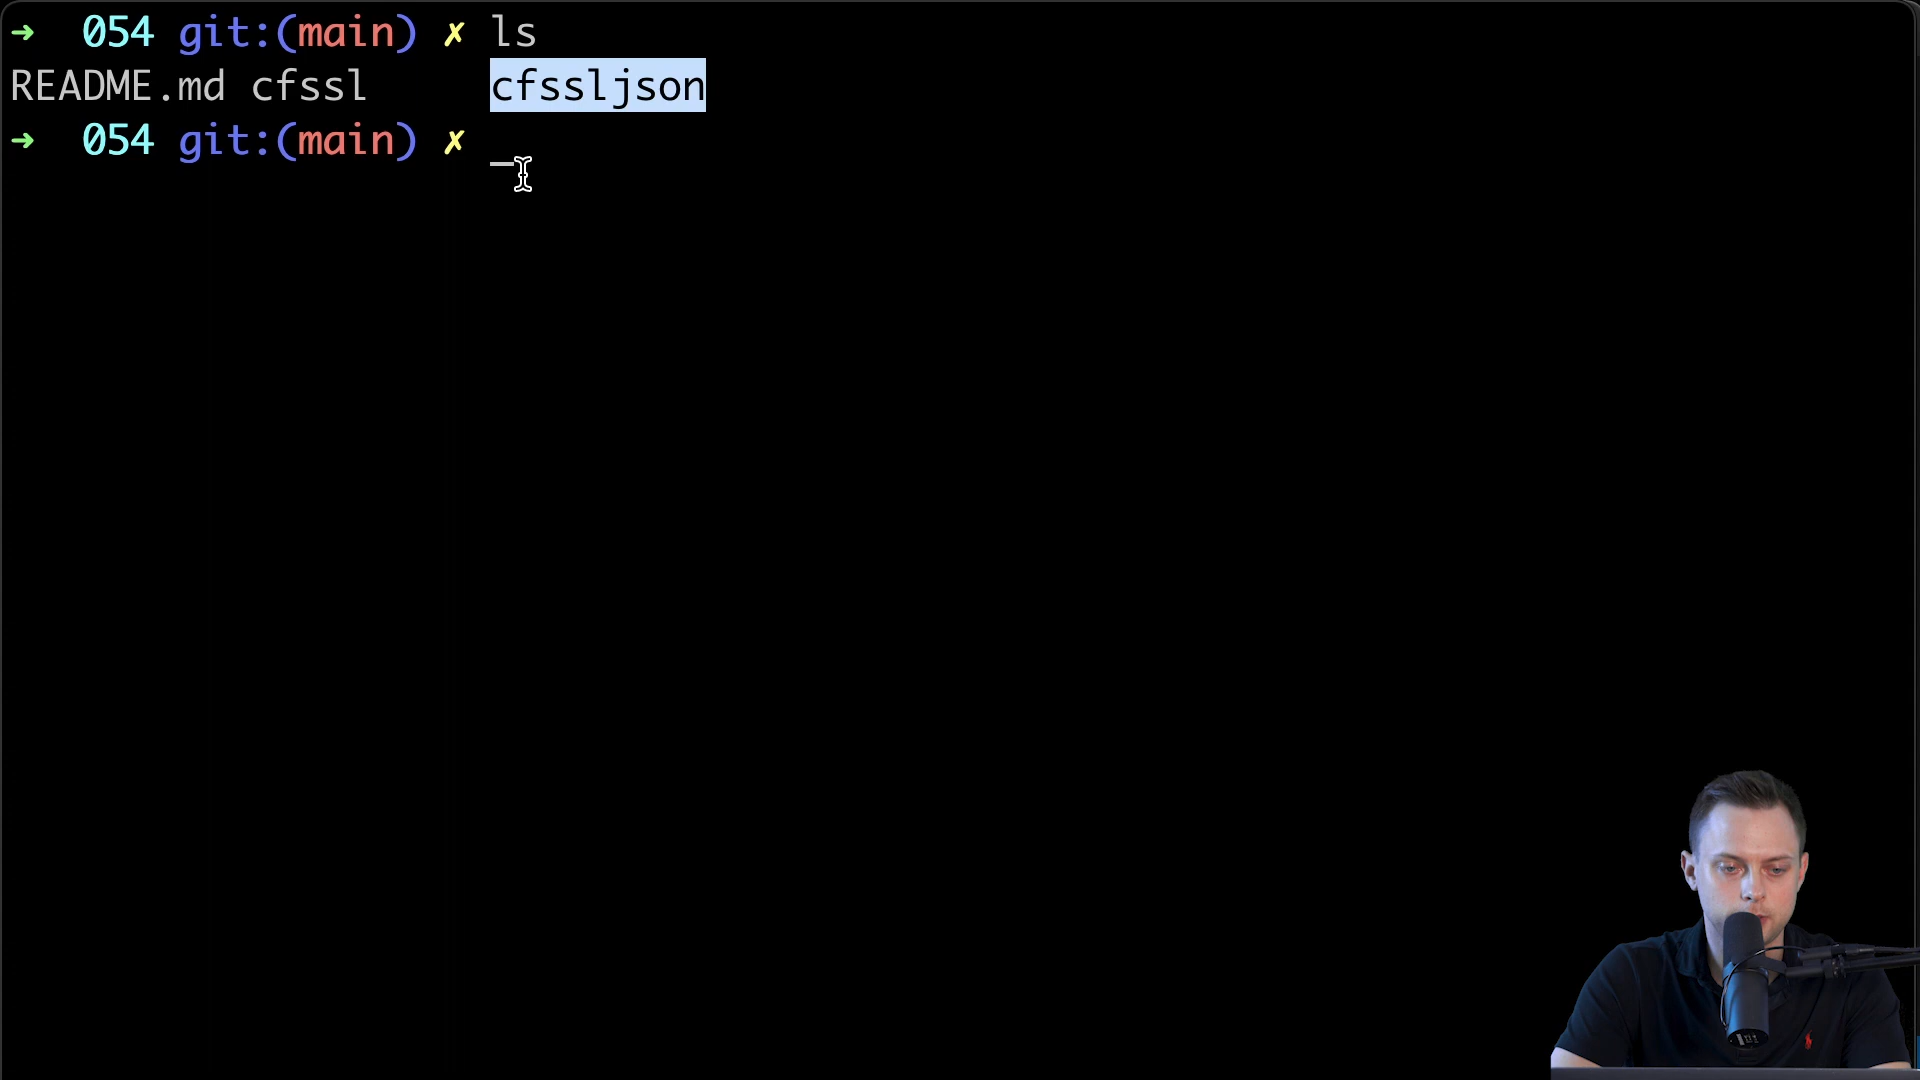 ➜  054 git:(main) ✗ ls
README.md cfssl     cfssljson
➜  054 git:(main) ✗ _